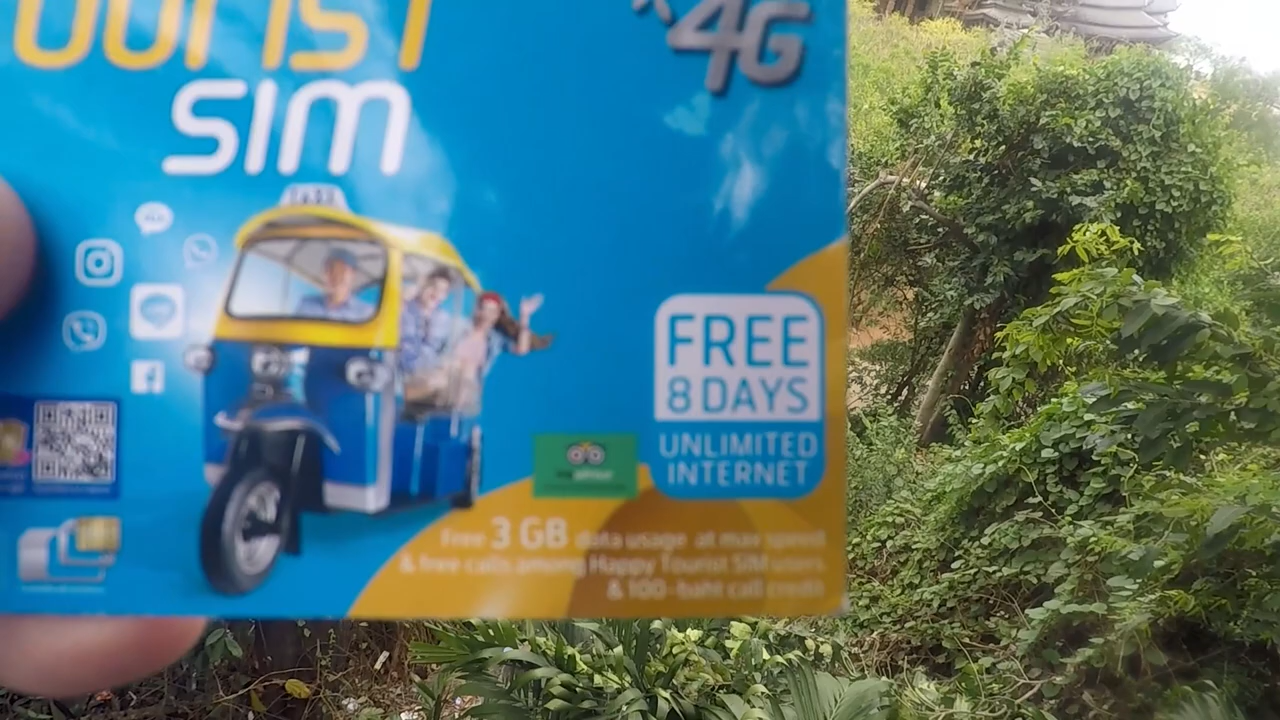 TOURIST
4G
SIM
TAXI
FREE
8 DAYS
UNLIMITED
INTERNET
Free 3 GB data usage at max speed
& free calls among Happy Tourist SIM users
& 100-baht call credit